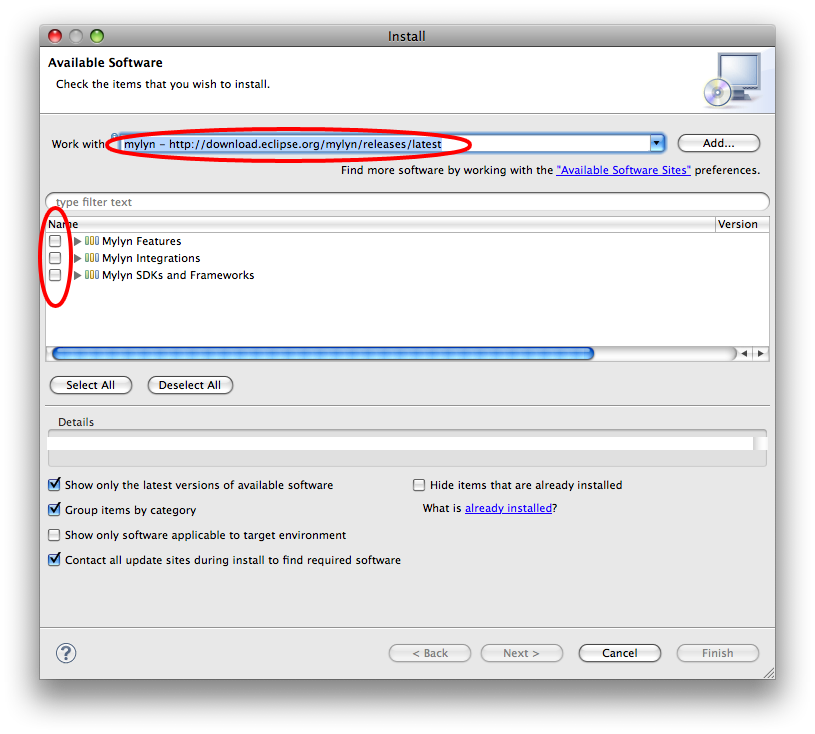 Install
Available Software
Check the items that you wish to install.
Work with
mylyn - http://download.eclipse.org/mylyn/releases/latest
Add...
Find more software by working with the "Available Software Sites" preferences.
type filter text
Name
Version
Mylyn Features
Mylyn Integrations
Mylyn SDKs and Frameworks
Select All
Deselect All
Details
Show only the latest versions of available software
Hide items that are already installed
Group items by category
What is already installed?
Show only software applicable to target environment
Contact all update sites during install to find required software
?
< Back
Next >
Cancel
Finish